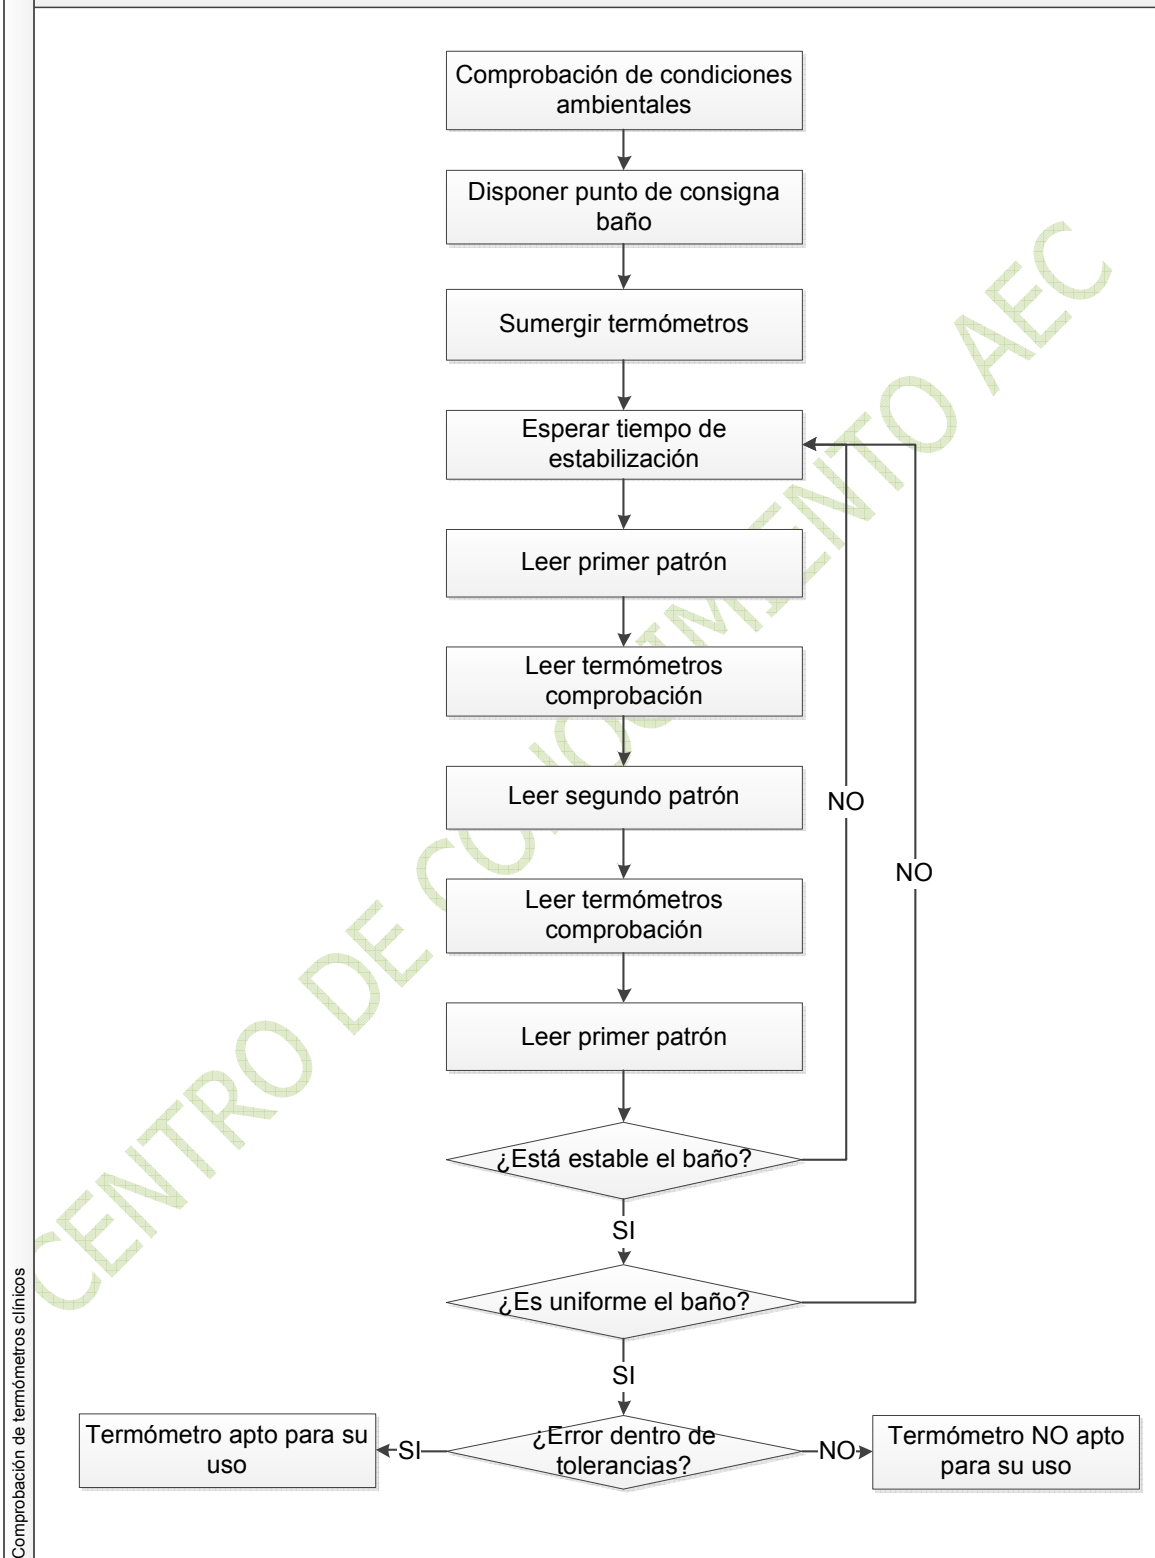 Comprobación de condiciones
ambientales
Disponer punto de consigna
baño
Sumergir termómetros
Esperar tiempo de
estabilización
Leer primer patrón
Leer termómetros
comprobación
Leer segundo patrón
NO
NO
Leer termómetros
comprobación
Leer primer patrón
¿Está estable el baño?
SI
¿Es uniforme el baño?
SI
Termómetro apto para su
uso
SI
¿Error dentro de
tolerancias?
NO
Termómetro NO apto
para su uso
Comprobación de termómetros clínicos
CENTRO DE CONOCIMIENTO AEC